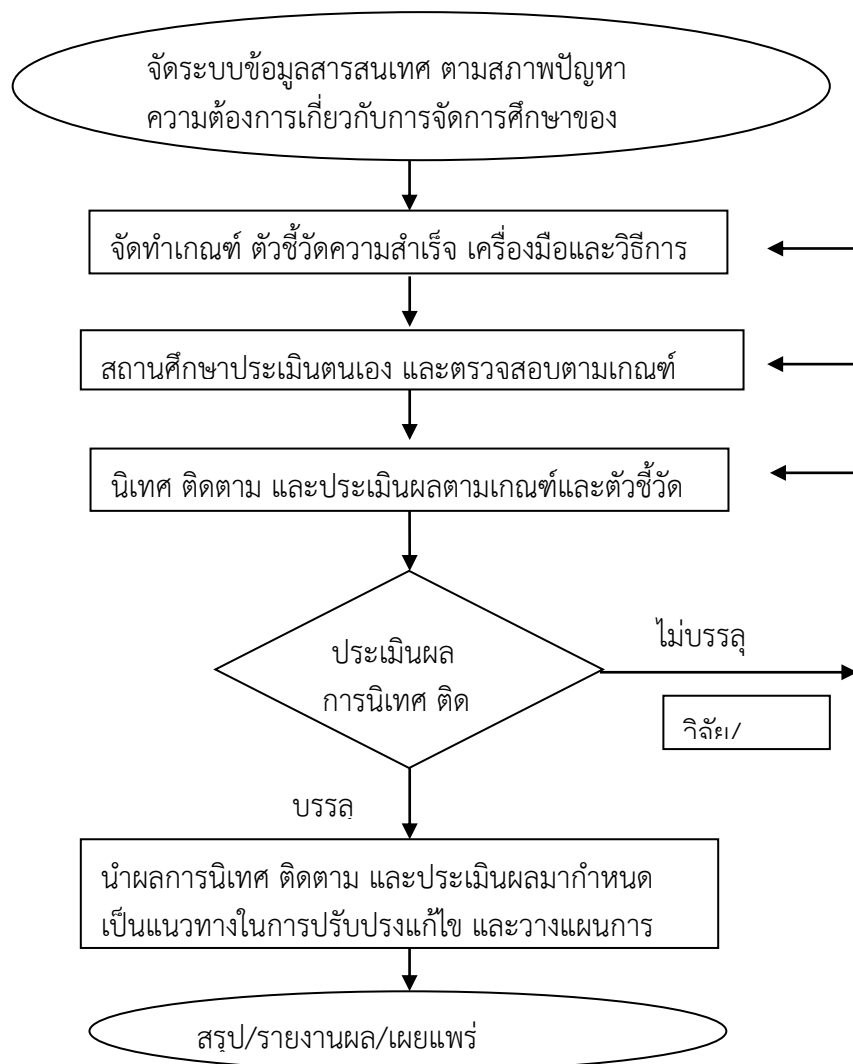 จัดระบบข้อมูลสารสนเทศ ตามสภาพปัญหา
ความต้องการเกี่ยวกับการจัดการศึกษาของ
จัดทำเกณฑ์ ตัวชี้วัดความสำเร็จ เครื่องมือและวิธีการ
สถานศึกษาประเมินตนเอง และตรวจสอบตามเกณฑ์
นิเทศ ติดตาม และประเมินผลตามเกณฑ์และตัวชี้วัด
ประเมินผล
การนิเทศ ติด
ไม่บรรลุ
วิจัย/
บรรลุ
นำผลการนิเทศ ติดตาม และประเมินผลมากำหนด
เป็นแนวทางในการปรับปรุงแก้ไข และวางแผนการ
สรุป/รายงานผล/เผยแพร่